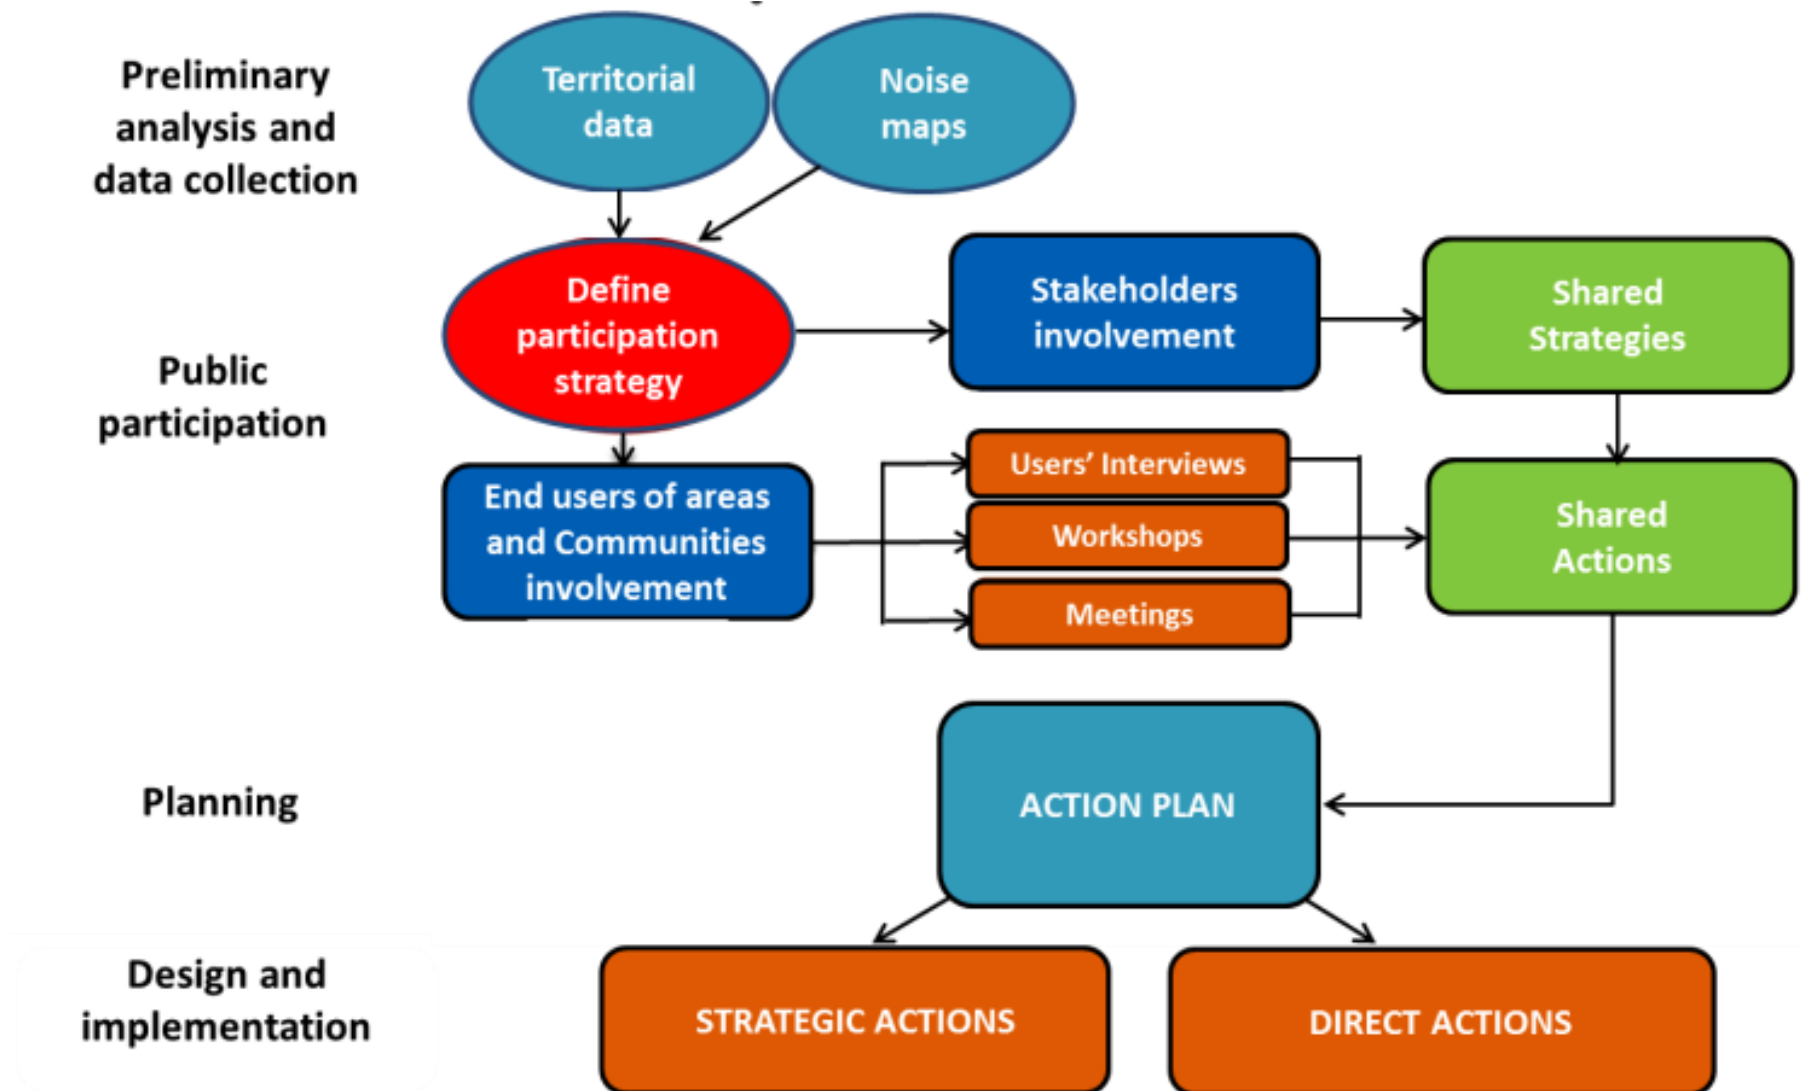 Preliminary
analysis and
data collection
Territorial
data
Noise
maps
Public
participation
Define
participation
strategy
Stakeholders
involvement
Shared
Strategies
End users of areas
and Communities
involvement
Users’ Interviews
Workshops
Meetings
Shared
Actions
Planning
ACTION PLAN
Design and
implementation
STRATEGIC ACTIONS
DIRECT ACTIONS